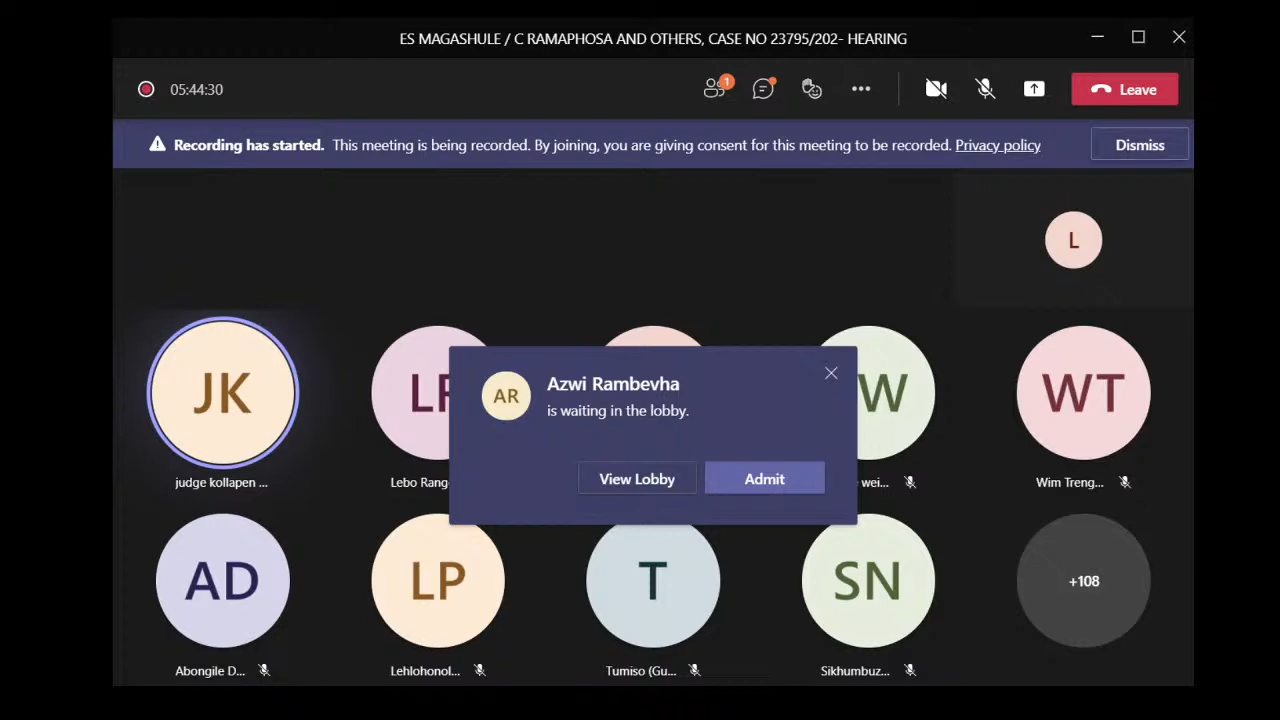 ES MAGASHULE / C RAMAPHOSA AND OTHERS, CASE NO 23795/202- HEARING
05:44:30
1
Leave
Recording has started. This meeting is being recorded. By joining, you are giving consent for this meeting to be recorded. Privacy policy
Dismiss
L
JK
judge kollapen ...
Lebo Rang
AR
Azwi Rambevha
is waiting in the lobby.
View Lobby
Admit
W
wei...
WT
Wim Treng...
AD
Abongile D...
LP
Lehlohonol...
T
Tumiso (Gu...
SN
Sikhumbuz...
+108